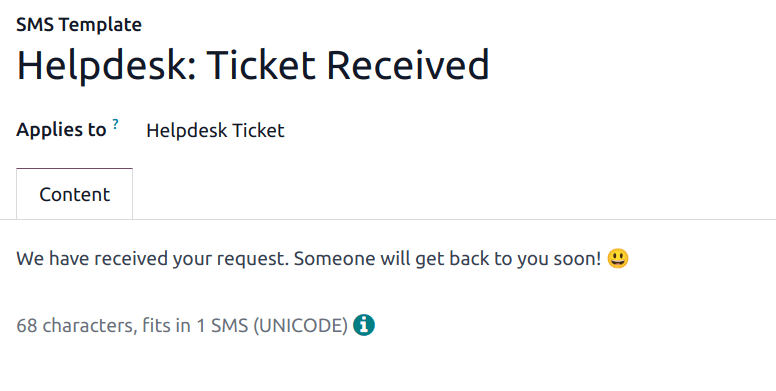 SMS Template
Helpdesk: Ticket Received
Applies to ? Helpdesk Ticket
Content
We have received your request. Someone will get back to you soon! 😃
68 characters, fits in 1 SMS (UNICODE)